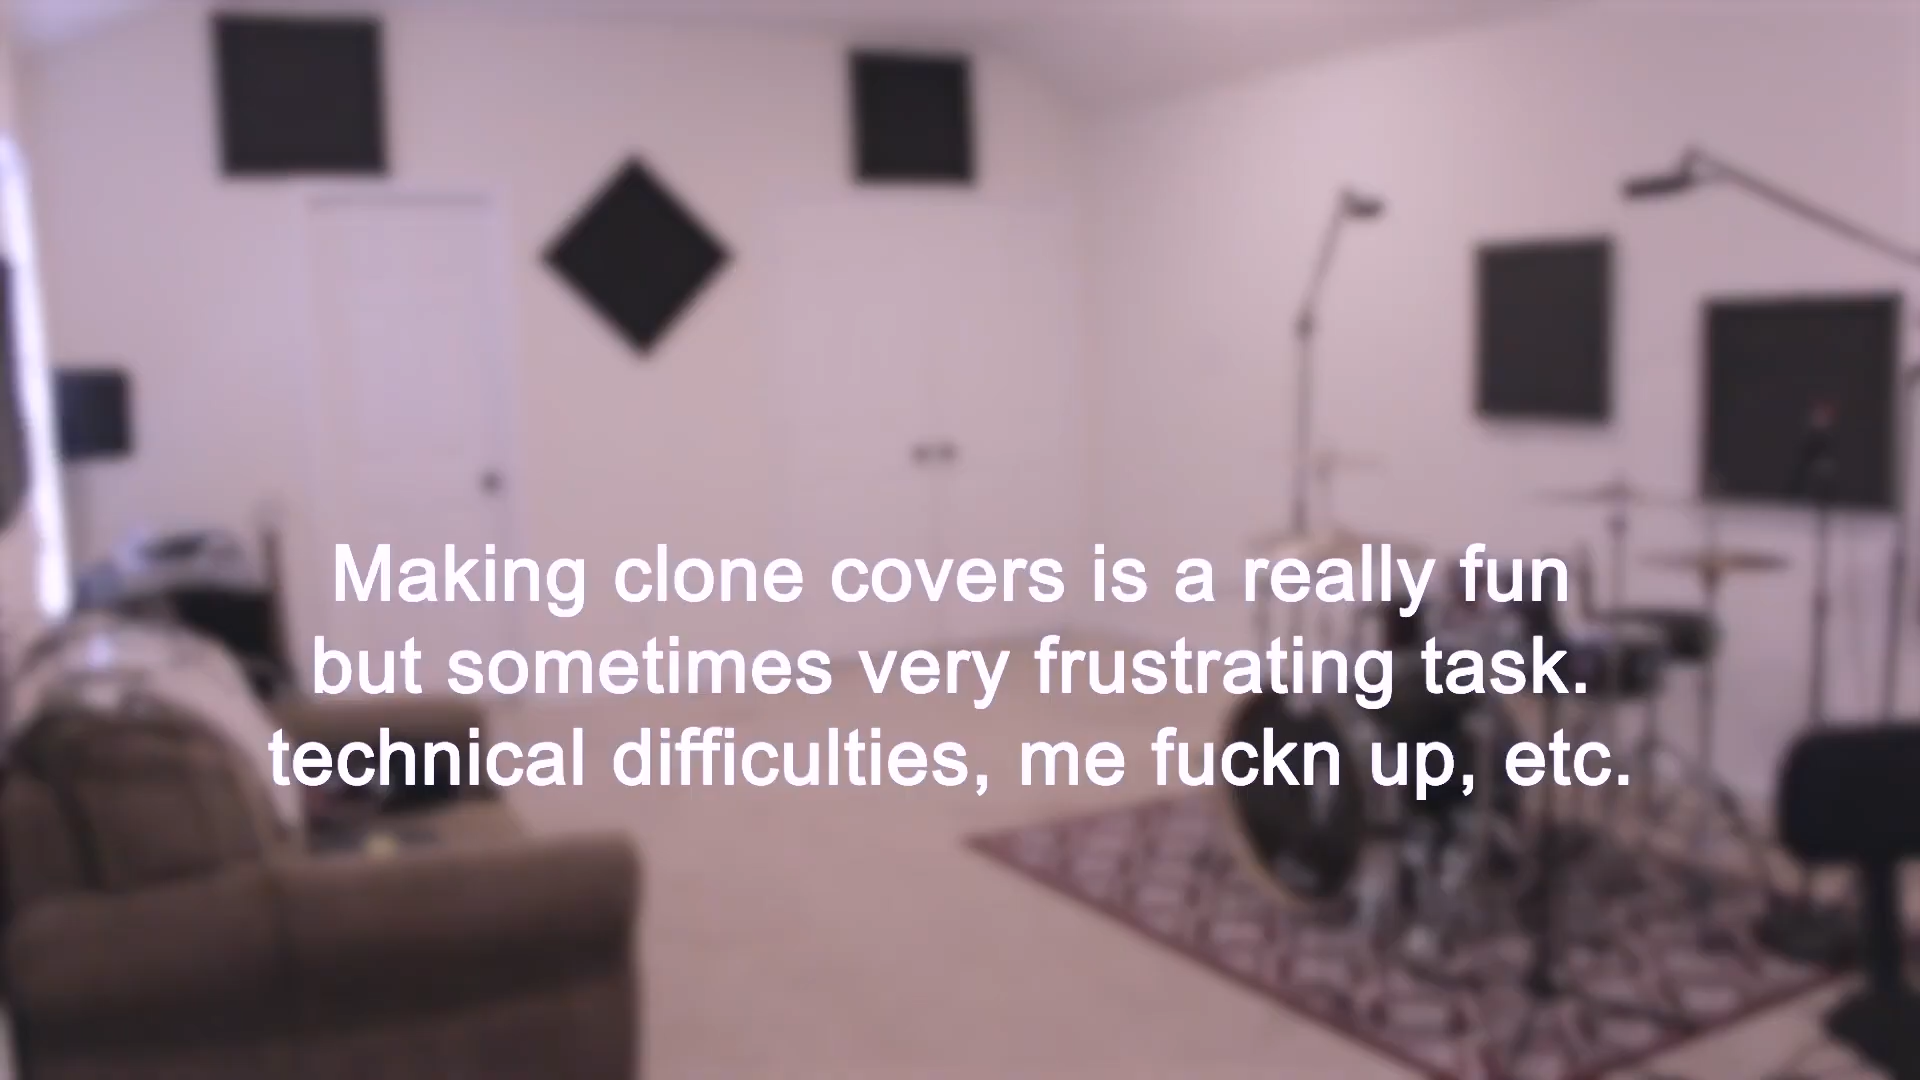 Making clone covers is a really fun
but sometimes very frustrating task.
technical difficulties, me fuckn up, etc.